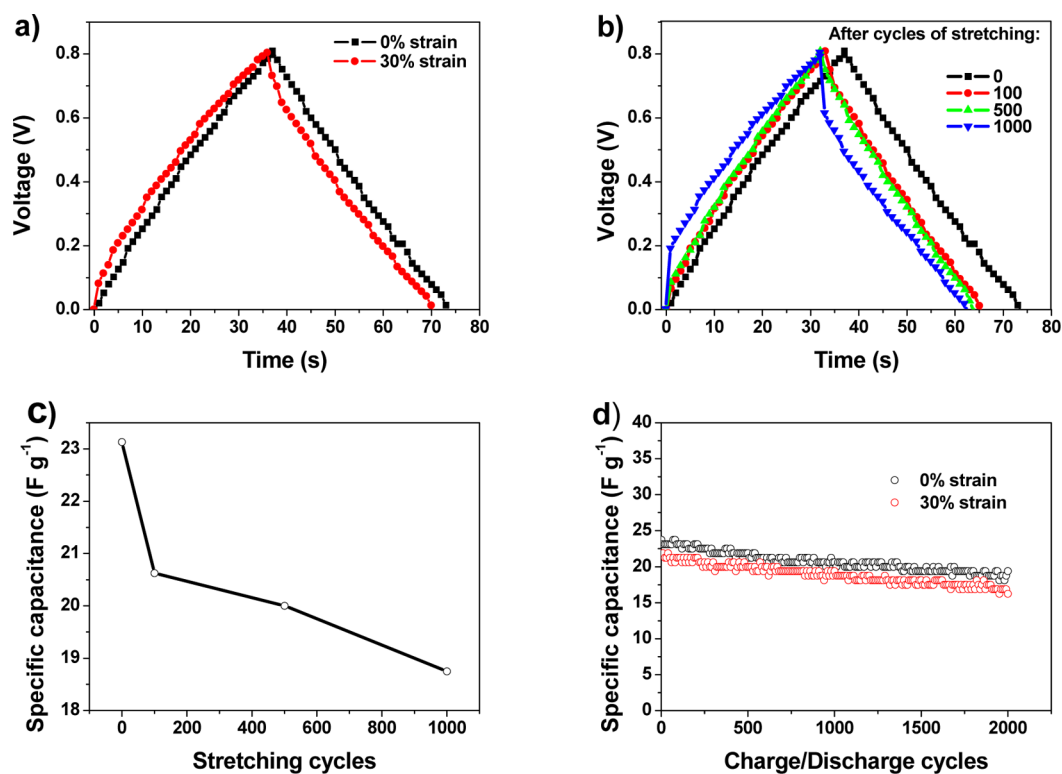 a)
0% strain
30% strain
0.8
0.6
0.4
0.2
0.0
Voltage (V)
0 10 20 30 40 50 60 70 80
Time (s)
b)
After cycles of stretching:
0
100
500
1000
0.8
0.6
0.4
0.2
0.0
Voltage (V)
0 10 20 30 40 50 60 70 80
Time (s)
c)
23
22
21
20
19
18
Specific capacitance (F g⁻¹)
0 200 400 600 800 1000
Stretching cycles
d)
0% strain
30% strain
40
35
30
25
20
15
10
5
0
Specific capacitance (F g⁻¹)
0 500 1000 1500 2000
Charge/Discharge cycles